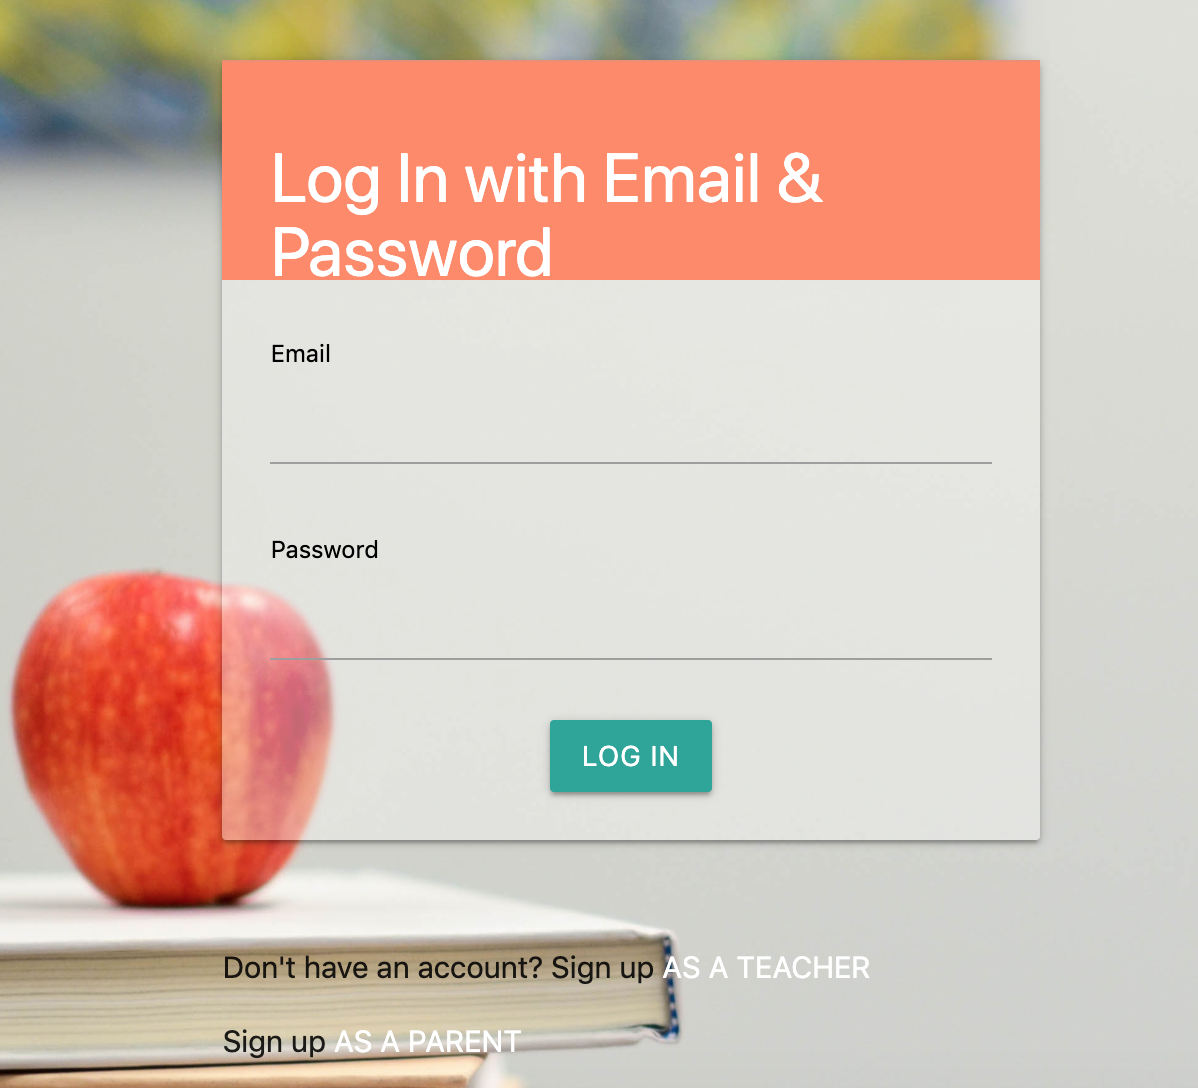 Log In with Email &
Password
Email
Password
LOG IN
Don't have an account? Sign up AS A TEACHER
Sign up AS A PARENT